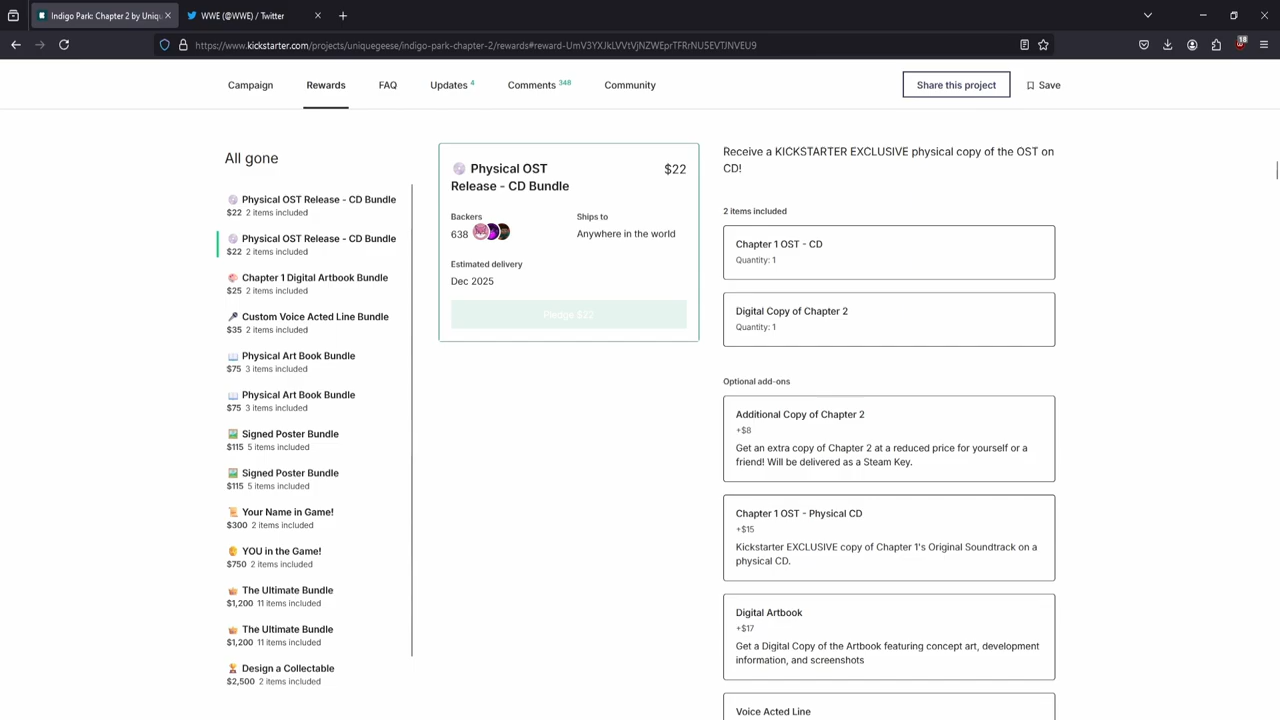 Indigo Park: Chapter 2 by Uniqu
WWE (@WWE) / Twitter
https://www.kickstarter.com/projects/uniquegeese/indigo-park-chapter-2/rewards#reward-UmV3YXJkLVVtVjNZWEprTFRrNU5EVTJNVEU9
18
Campaign
Rewards
FAQ
Updates 4
Comments 348
Community
Share this project
Save
All gone
Physical OST Release - CD Bundle
$22 2 items included
Physical OST Release - CD Bundle
$22 2 items included
Chapter 1 Digital Artbook Bundle
$25 2 items included
Custom Voice Acted Line Bundle
$35 2 items included
Physical Art Book Bundle
$75 3 items included
Physical Art Book Bundle
$75 3 items included
Signed Poster Bundle
$115 5 items included
Signed Poster Bundle
$115 5 items included
Your Name in Game!
$300 2 items included
YOU in the Game!
$750 2 items included
The Ultimate Bundle
$1,200 11 items included
The Ultimate Bundle
$1,200 11 items included
Design a Collectable
$2,500 2 items included
Physical OST
Release - CD Bundle
$22
Backers
638
Ships to
Anywhere in the world
Estimated delivery
Dec 2025
Pledge $22
Receive a KICKSTARTER EXCLUSIVE physical copy of the OST on
CD!
2 items included
Chapter 1 OST - CD
Quantity: 1
Digital Copy of Chapter 2
Quantity: 1
Optional add-ons
Additional Copy of Chapter 2
+$8
Get an extra copy of Chapter 2 at a reduced price for yourself or a
friend! Will be delivered as a Steam Key.
Chapter 1 OST - Physical CD
+$15
Kickstarter EXCLUSIVE copy of Chapter 1's Original Soundtrack on a
physical CD.
Digital Artbook
+$17
Get a Digital Copy of the Artbook featuring concept art, development
information, and screenshots
Voice Acted Line